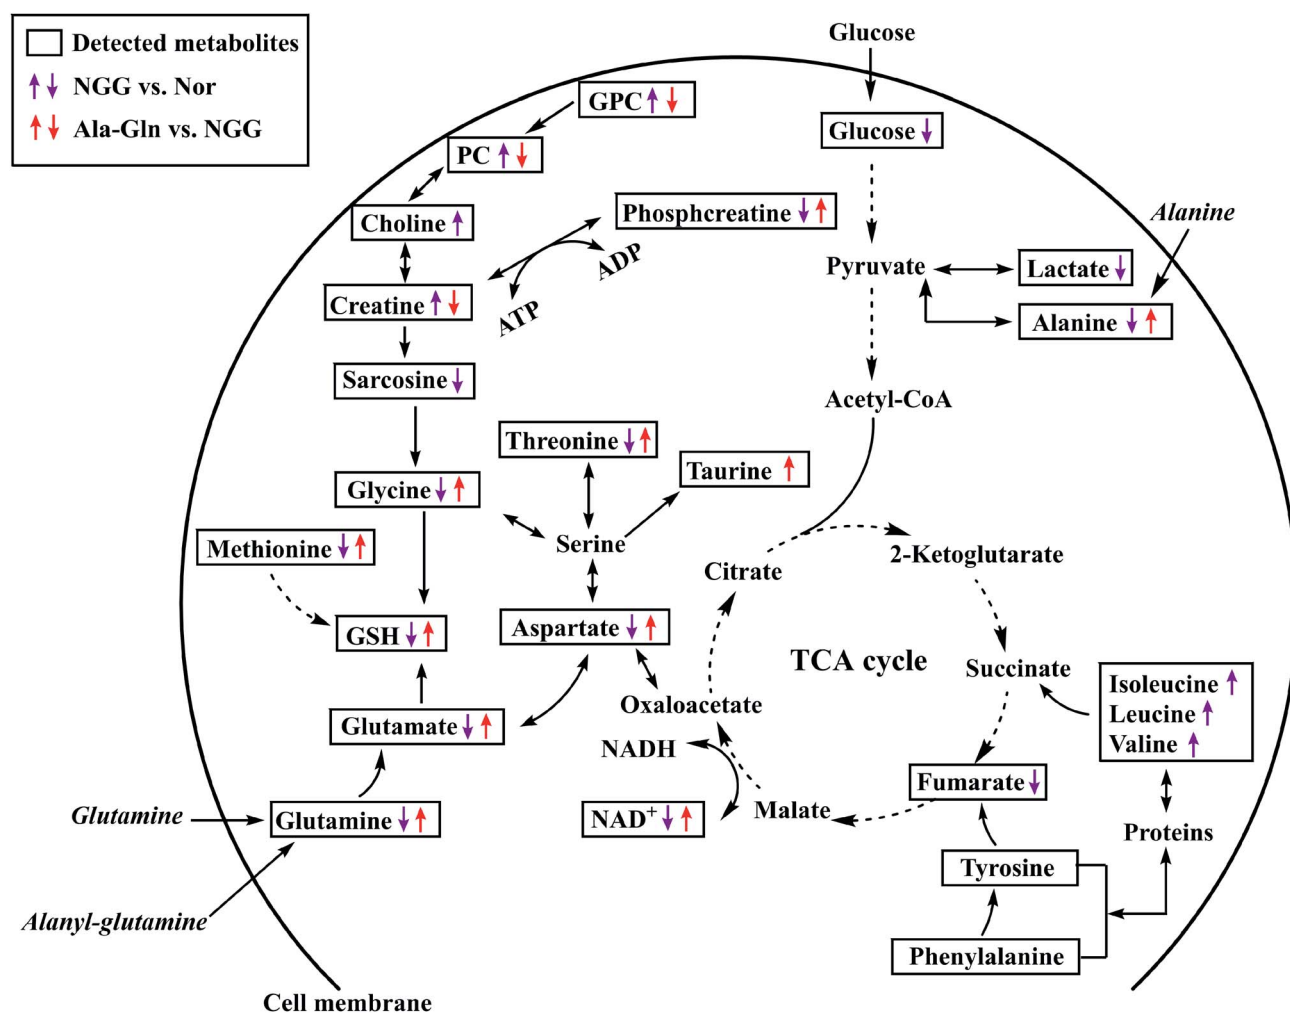 Detected metabolites
NGG vs. Nor
Ala-Gln vs. NGG
Glucose
GPC
Glucose
PC
Choline
Phosphcreatine
Alanine
ADP
Pyruvate
Lactate
Creatine
ATP
Alanine
Sarcosine
Acetyl-CoA
Threonine
Taurine
Glycine
Methionine
Serine
Citrate
2-Ketoglutarate
GSH
Aspartate
TCA cycle
Succinate
Isoleucine
Leucine
Valine
Oxaloacetate
Glutamate
NADH
Fumarate
Glutamine
Glutamine
NAD+
Malate
Proteins
Tyrosine
Alanyl-glutamine
Phenylalanine
Cell membrane